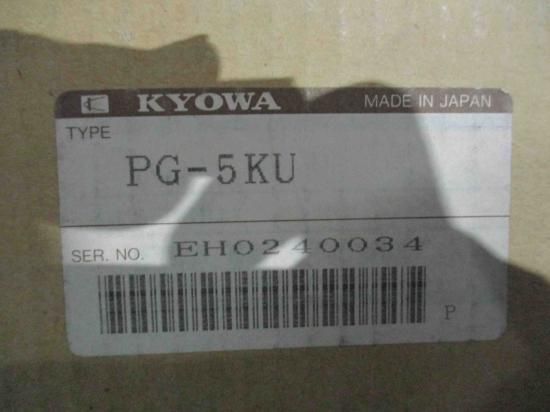 KYOWA MADE IN JAPAN
TYPE
PG-5KU
SER. NO. EH0240034
P